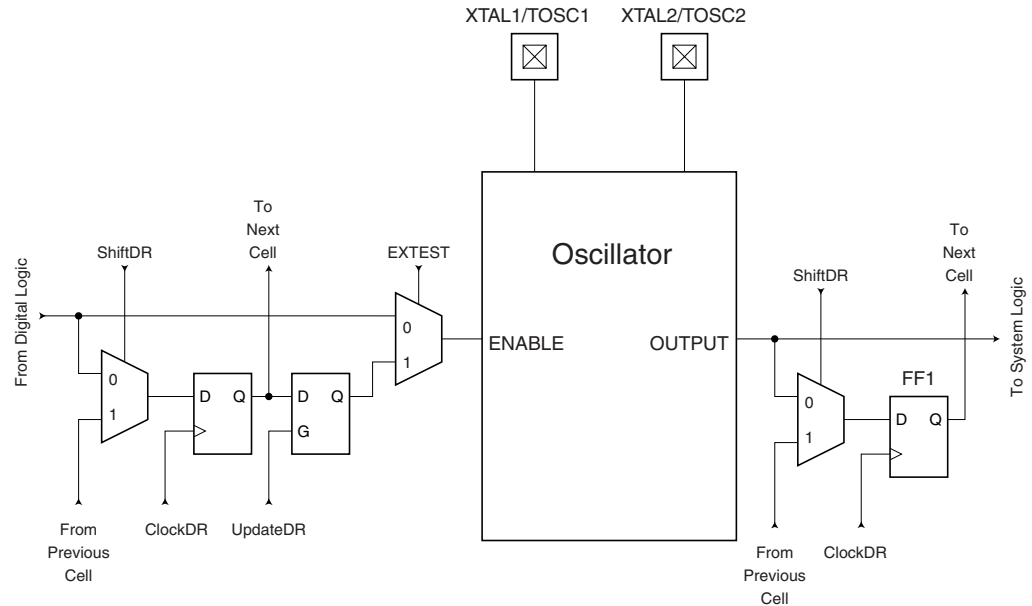 XTAL1/TOSC1
XTAL2/TOSC2
To
Next
Cell
ShiftDR
EXTEST
From Digital Logic
0
1
D Q
D Q
G
0
1
From
Previous
Cell
ClockDR
UpdateDR
Oscillator
ENABLE
OUTPUT
To
Next
Cell
ShiftDR
To System Logic
FF1
0
1
D Q
From
Previous
Cell
ClockDR